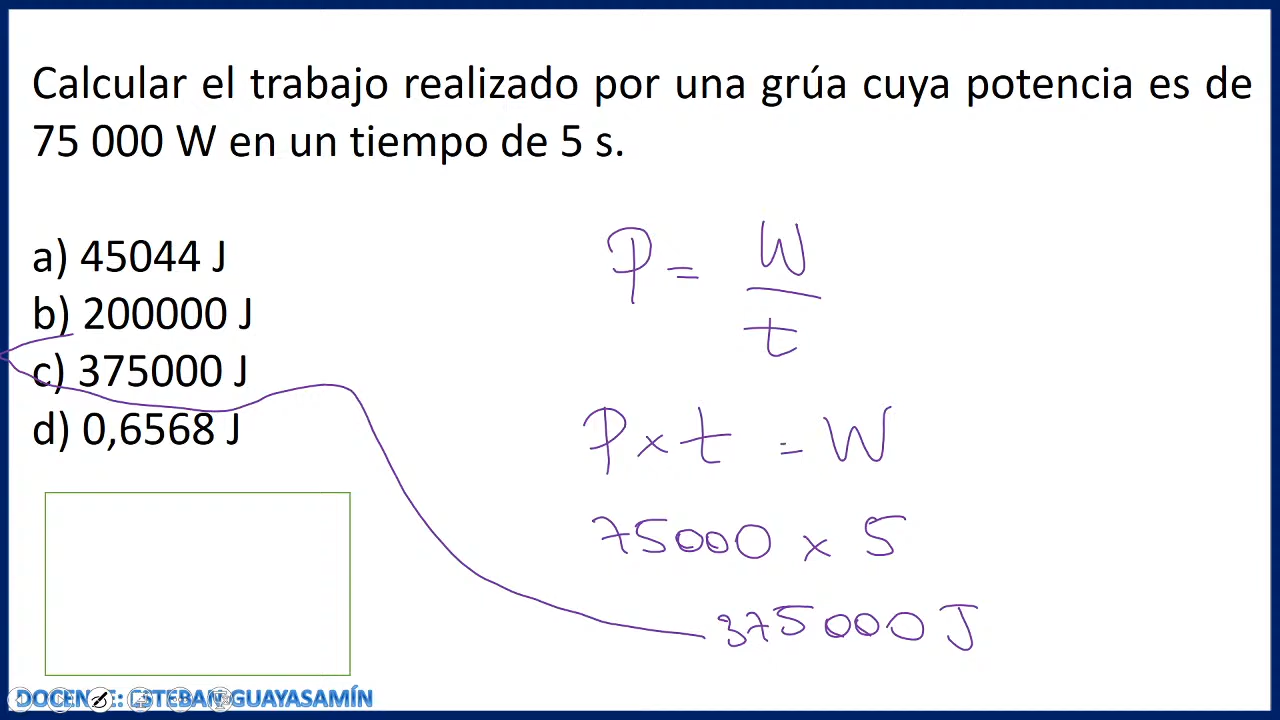 Calcular el trabajo realizado por una grúa cuya potencia es de
75 000 W en un tiempo de 5 s.
a) 45044 J
b) 200000 J
c) 375000 J
d) 0,6568 J
P = W
t
P x t = W
75000 x 5
375000 J
DOCENTE: ESTEBAN GUAYASAMÍN